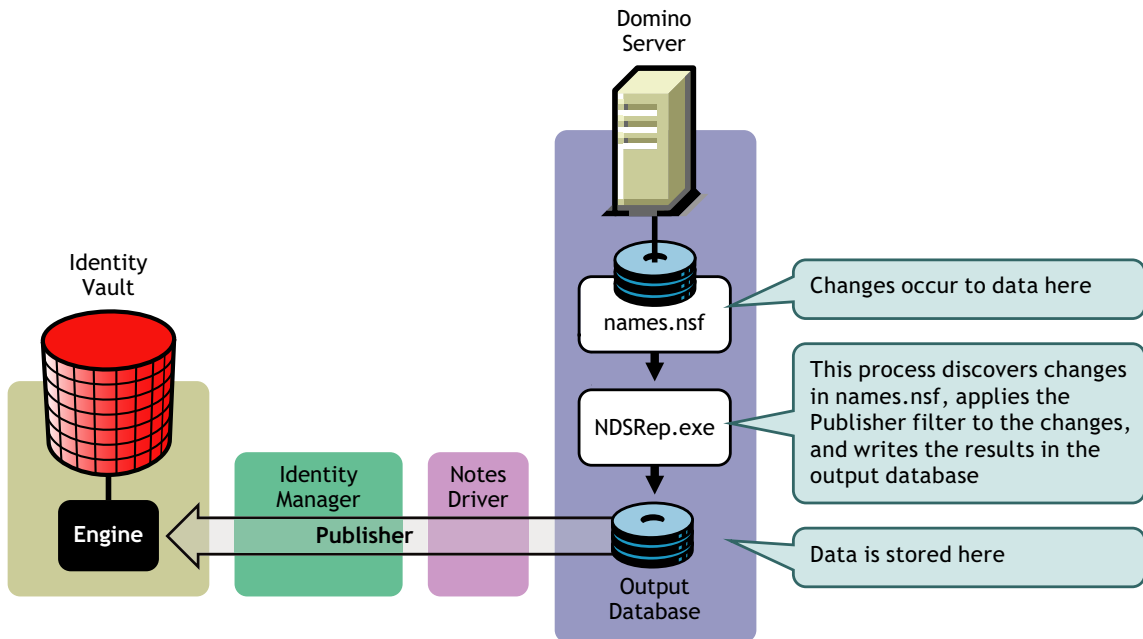 Domino
Server
Identity
Vault
names.nsf
Changes occur to data here
NDSRep.exe
This process discovers changes
in names.nsf, applies the
Publisher filter to the changes,
and writes the results in the
output database
Identity
Manager
Notes
Driver
Engine
Publisher
Output
Database
Data is stored here